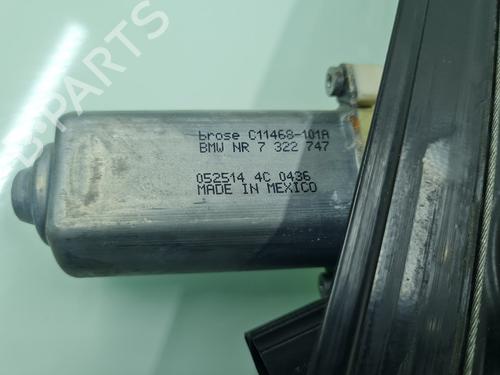 B-PARTS
brose C11468-101A
BMW NR 7 322 747
052514 4C 0436
MADE IN MEXICO